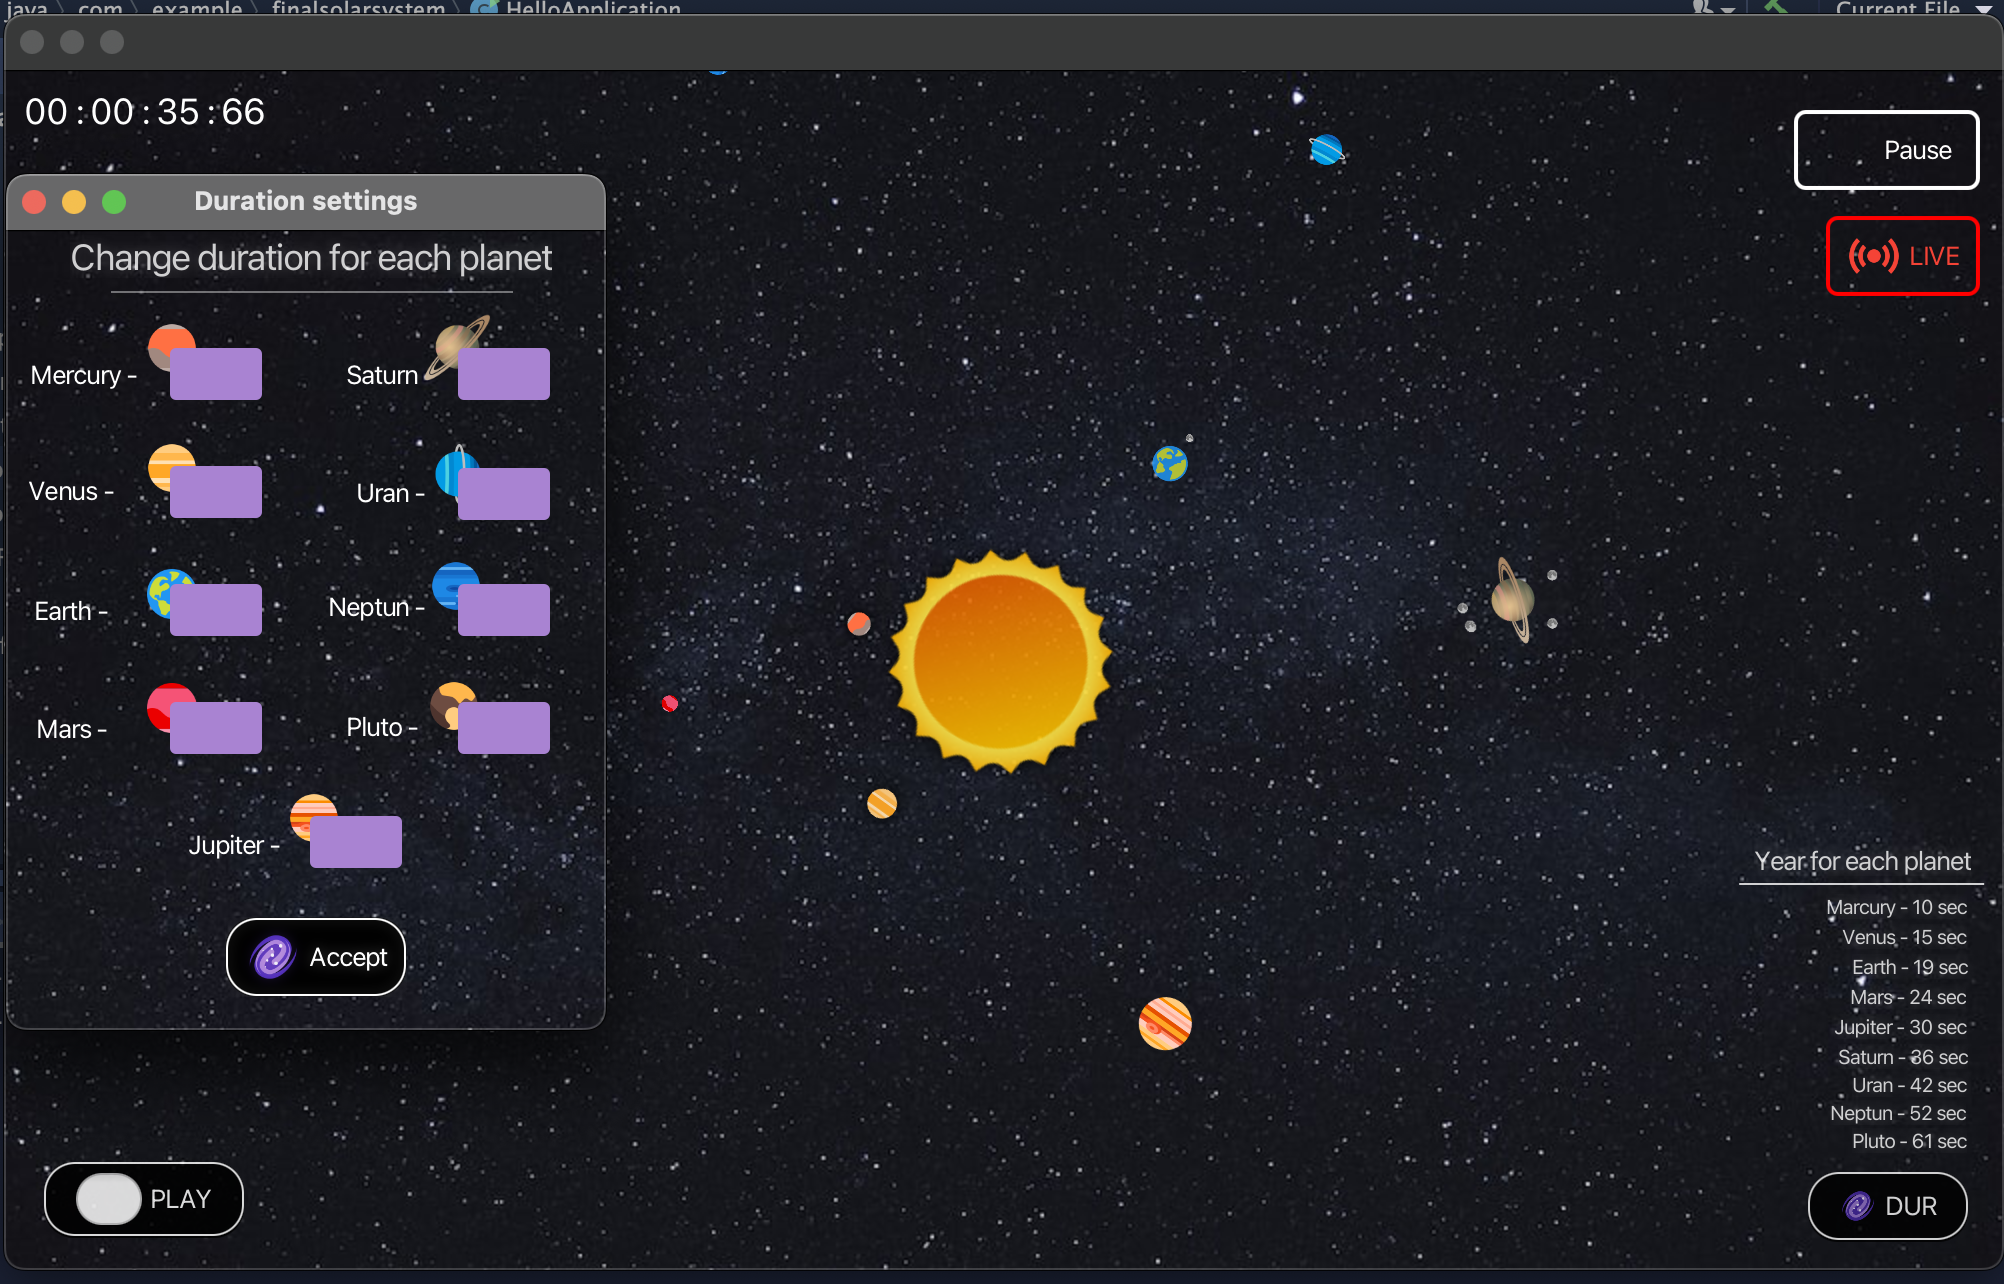 java com example finalsolarsystem HelloApplication Current File
00:00:35:66
Pause
LIVE
Duration settings
Change duration for each planet
Mercury -
Saturn
Venus -
Uran -
Earth -
Neptun -
Mars -
Pluto -
Jupiter -
Accept
Year for each planet
Marcury - 10 sec
Venus - 15 sec
Earth - 19 sec
Mars - 24 sec
Jupiter - 30 sec
Saturn - 36 sec
Uran - 42 sec
Neptun - 52 sec
Pluto - 61 sec
PLAY
DUR